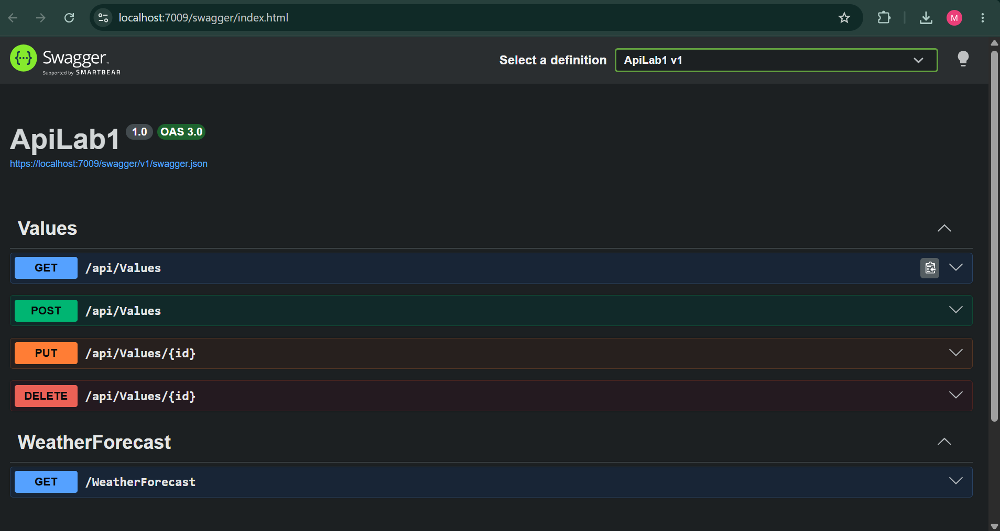 localhost:7009/swagger/index.html
M
{···} Swagger™
Supported by SMARTBEAR
Select a definition
ApiLab1 v1
ApiLab1 1.0 OAS 3.0
https://localhost:7009/swagger/v1/swagger.json
Values
GET /api/Values
POST /api/Values
PUT /api/Values/{id}
DELETE /api/Values/{id}
WeatherForecast
GET /WeatherForecast